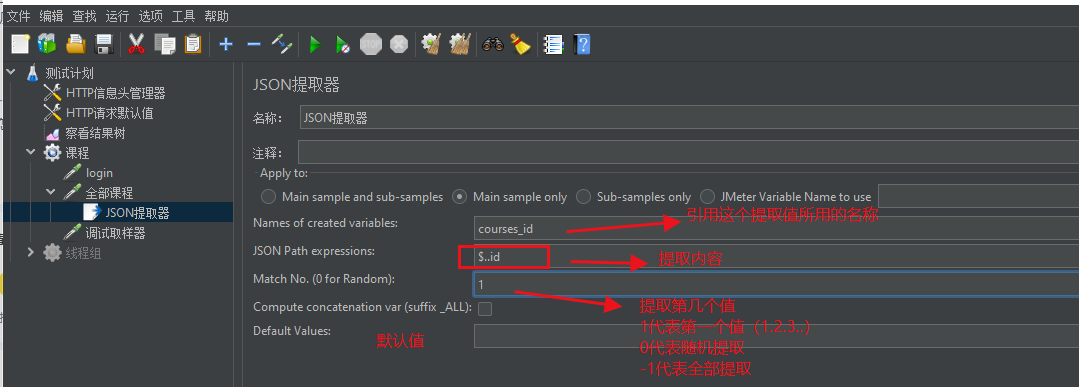 文件 编辑 查找 运行 选项 工具 帮助
STOP
测试计划
HTTP信息头管理器
HTTP请求默认值
察看结果树
课程
login
全部课程
JSON提取器
调试取样器
线程组
JSON提取器
名称： JSON提取器
注释：
Apply to:
Main sample and sub-samples Main sample only Sub-samples only JMeter Variable Name to use
引用这个提取值所用的名称
Names of created variables: courses_id
JSON Path expressions: $..id 提取内容
Match No. (0 for Random): 1
提取第几个值
Compute concatenation var (suffix _ALL):
1代表第一个值（1.2.3..）
Default Values:
默认值
0代表随机提取
-1代表全部提取